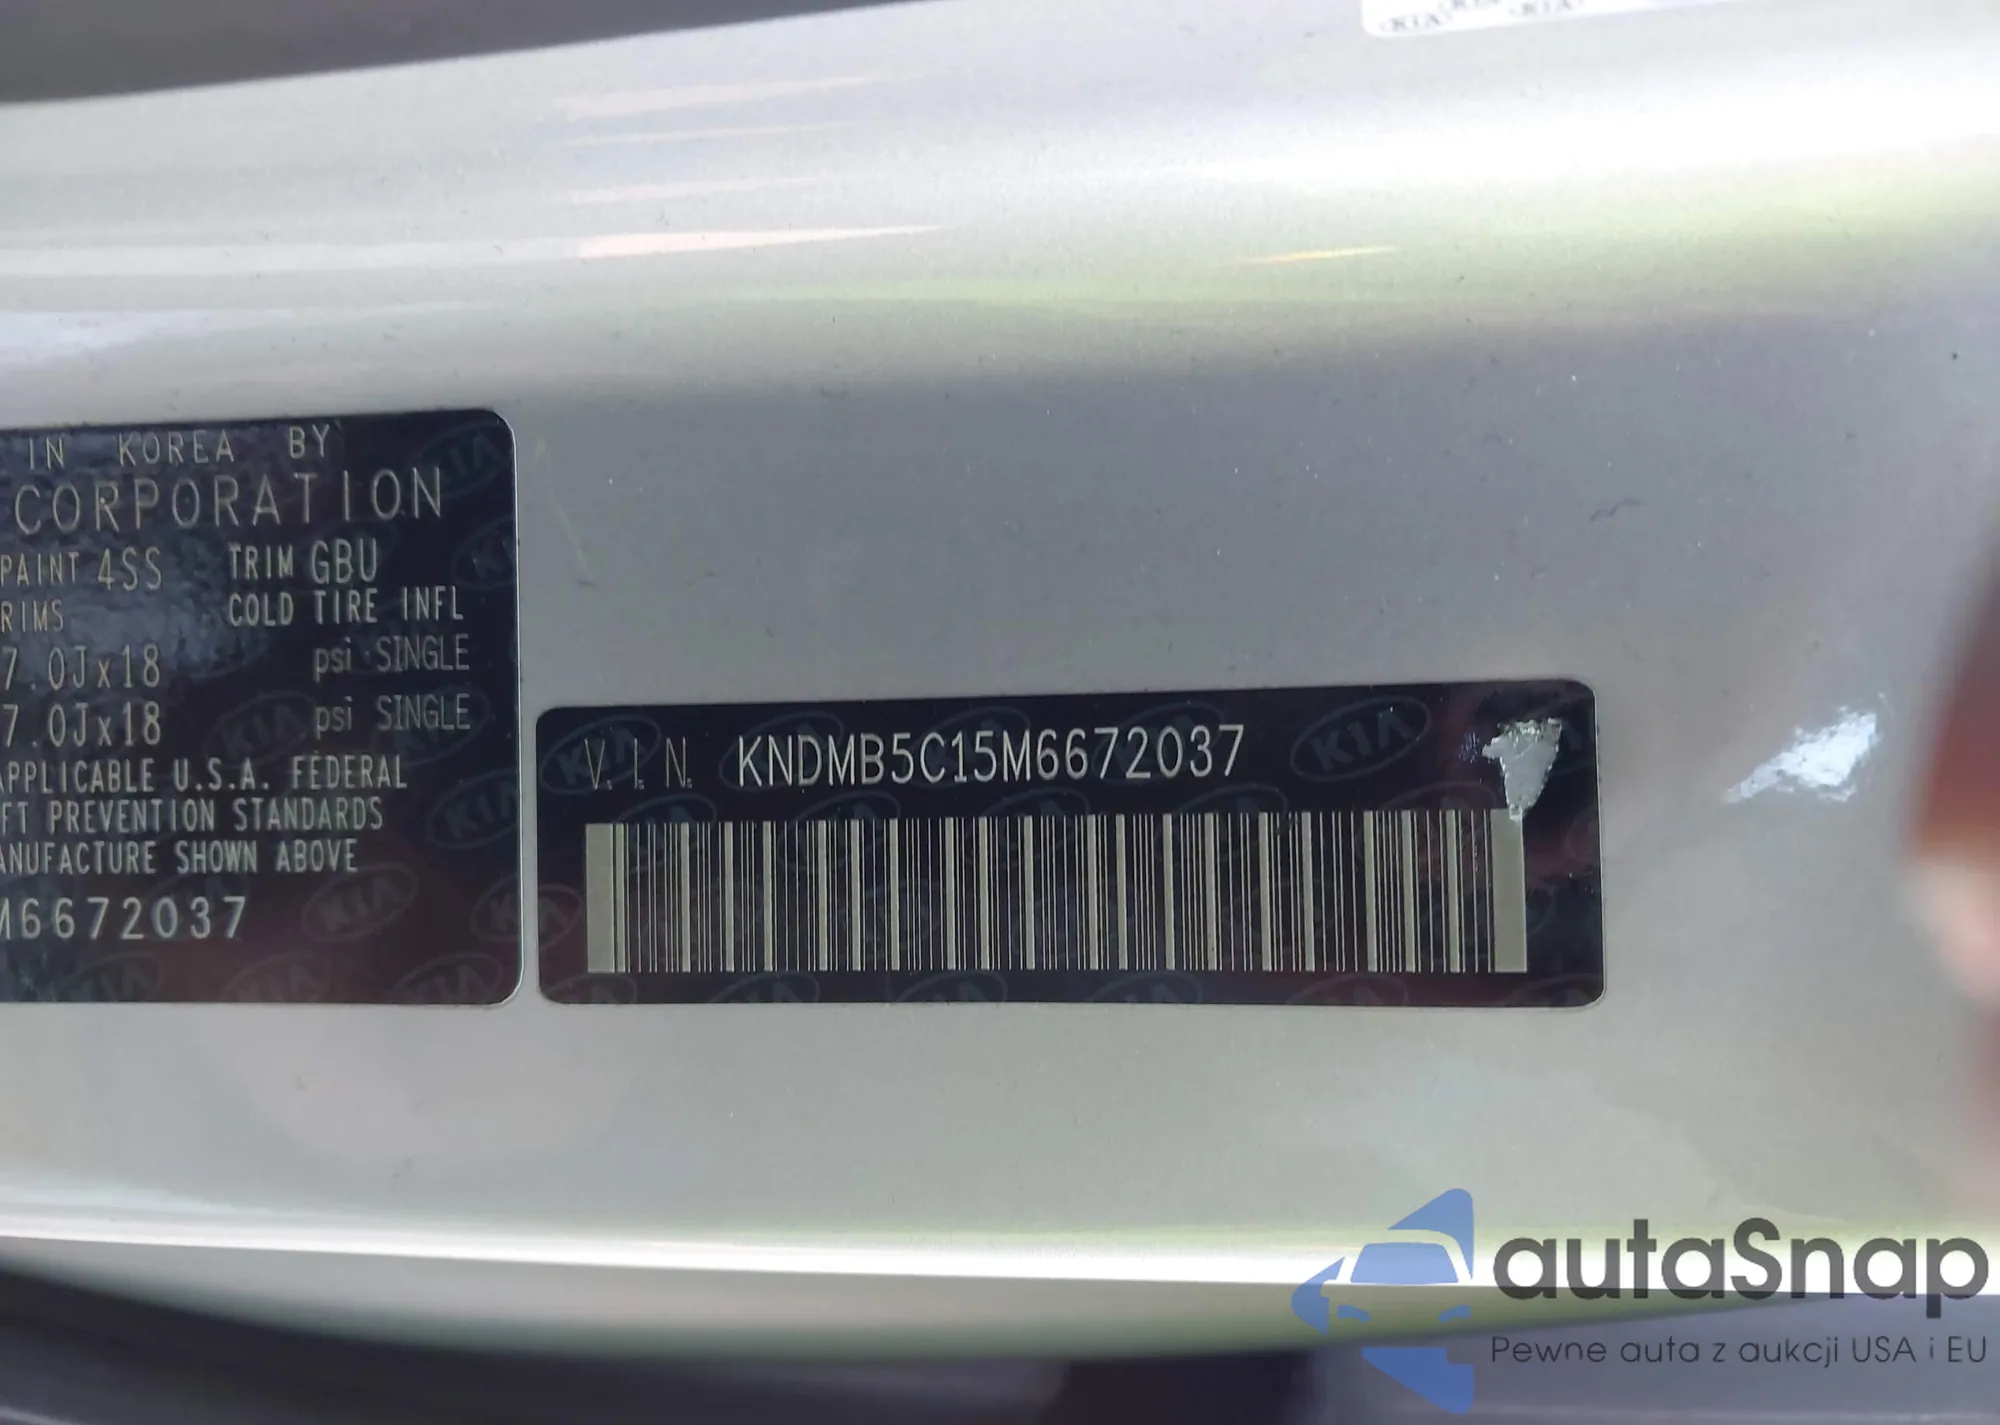 IN KOREA BY
CORPORATION
PAINT 4SS TRIM GBU
RIMS COLD TIRE INFL
7.0Jx18 psi SINGLE
7.0Jx18 psi SINGLE
APPLICABLE U.S.A. FEDERAL
FT PREVENTION STANDARDS
ANUFACTURE SHOWN ABOVE
M6672037
V.I.N. KNDMB5C15M6672037
autaSnap
Pewne auta z aukcji USA i EU